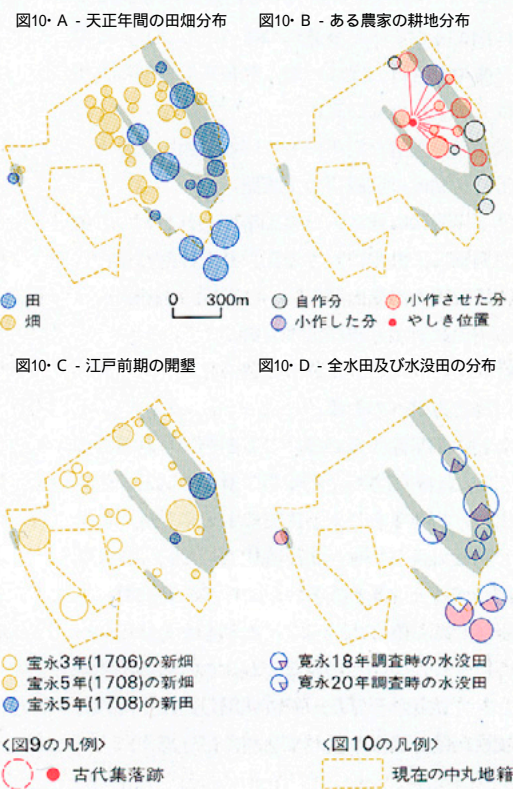 図10・A - 天正年間の田畑分布
図10・B - ある農家の耕地分布
田
畑
0 300m
自作分
小作させた分
小作した分
やしき位置
図10・C - 江戸前期の開墾
図10・D - 全水田及び水没田の分布
宝永3年(1706)の新畑
宝永5年(1708)の新畑
宝永5年(1708)の新田
寛永18年調査時の水没田
寛永20年調査時の水没田
<図9の凡例>
古代集落跡
<図10の凡例>
現在の中丸地籍